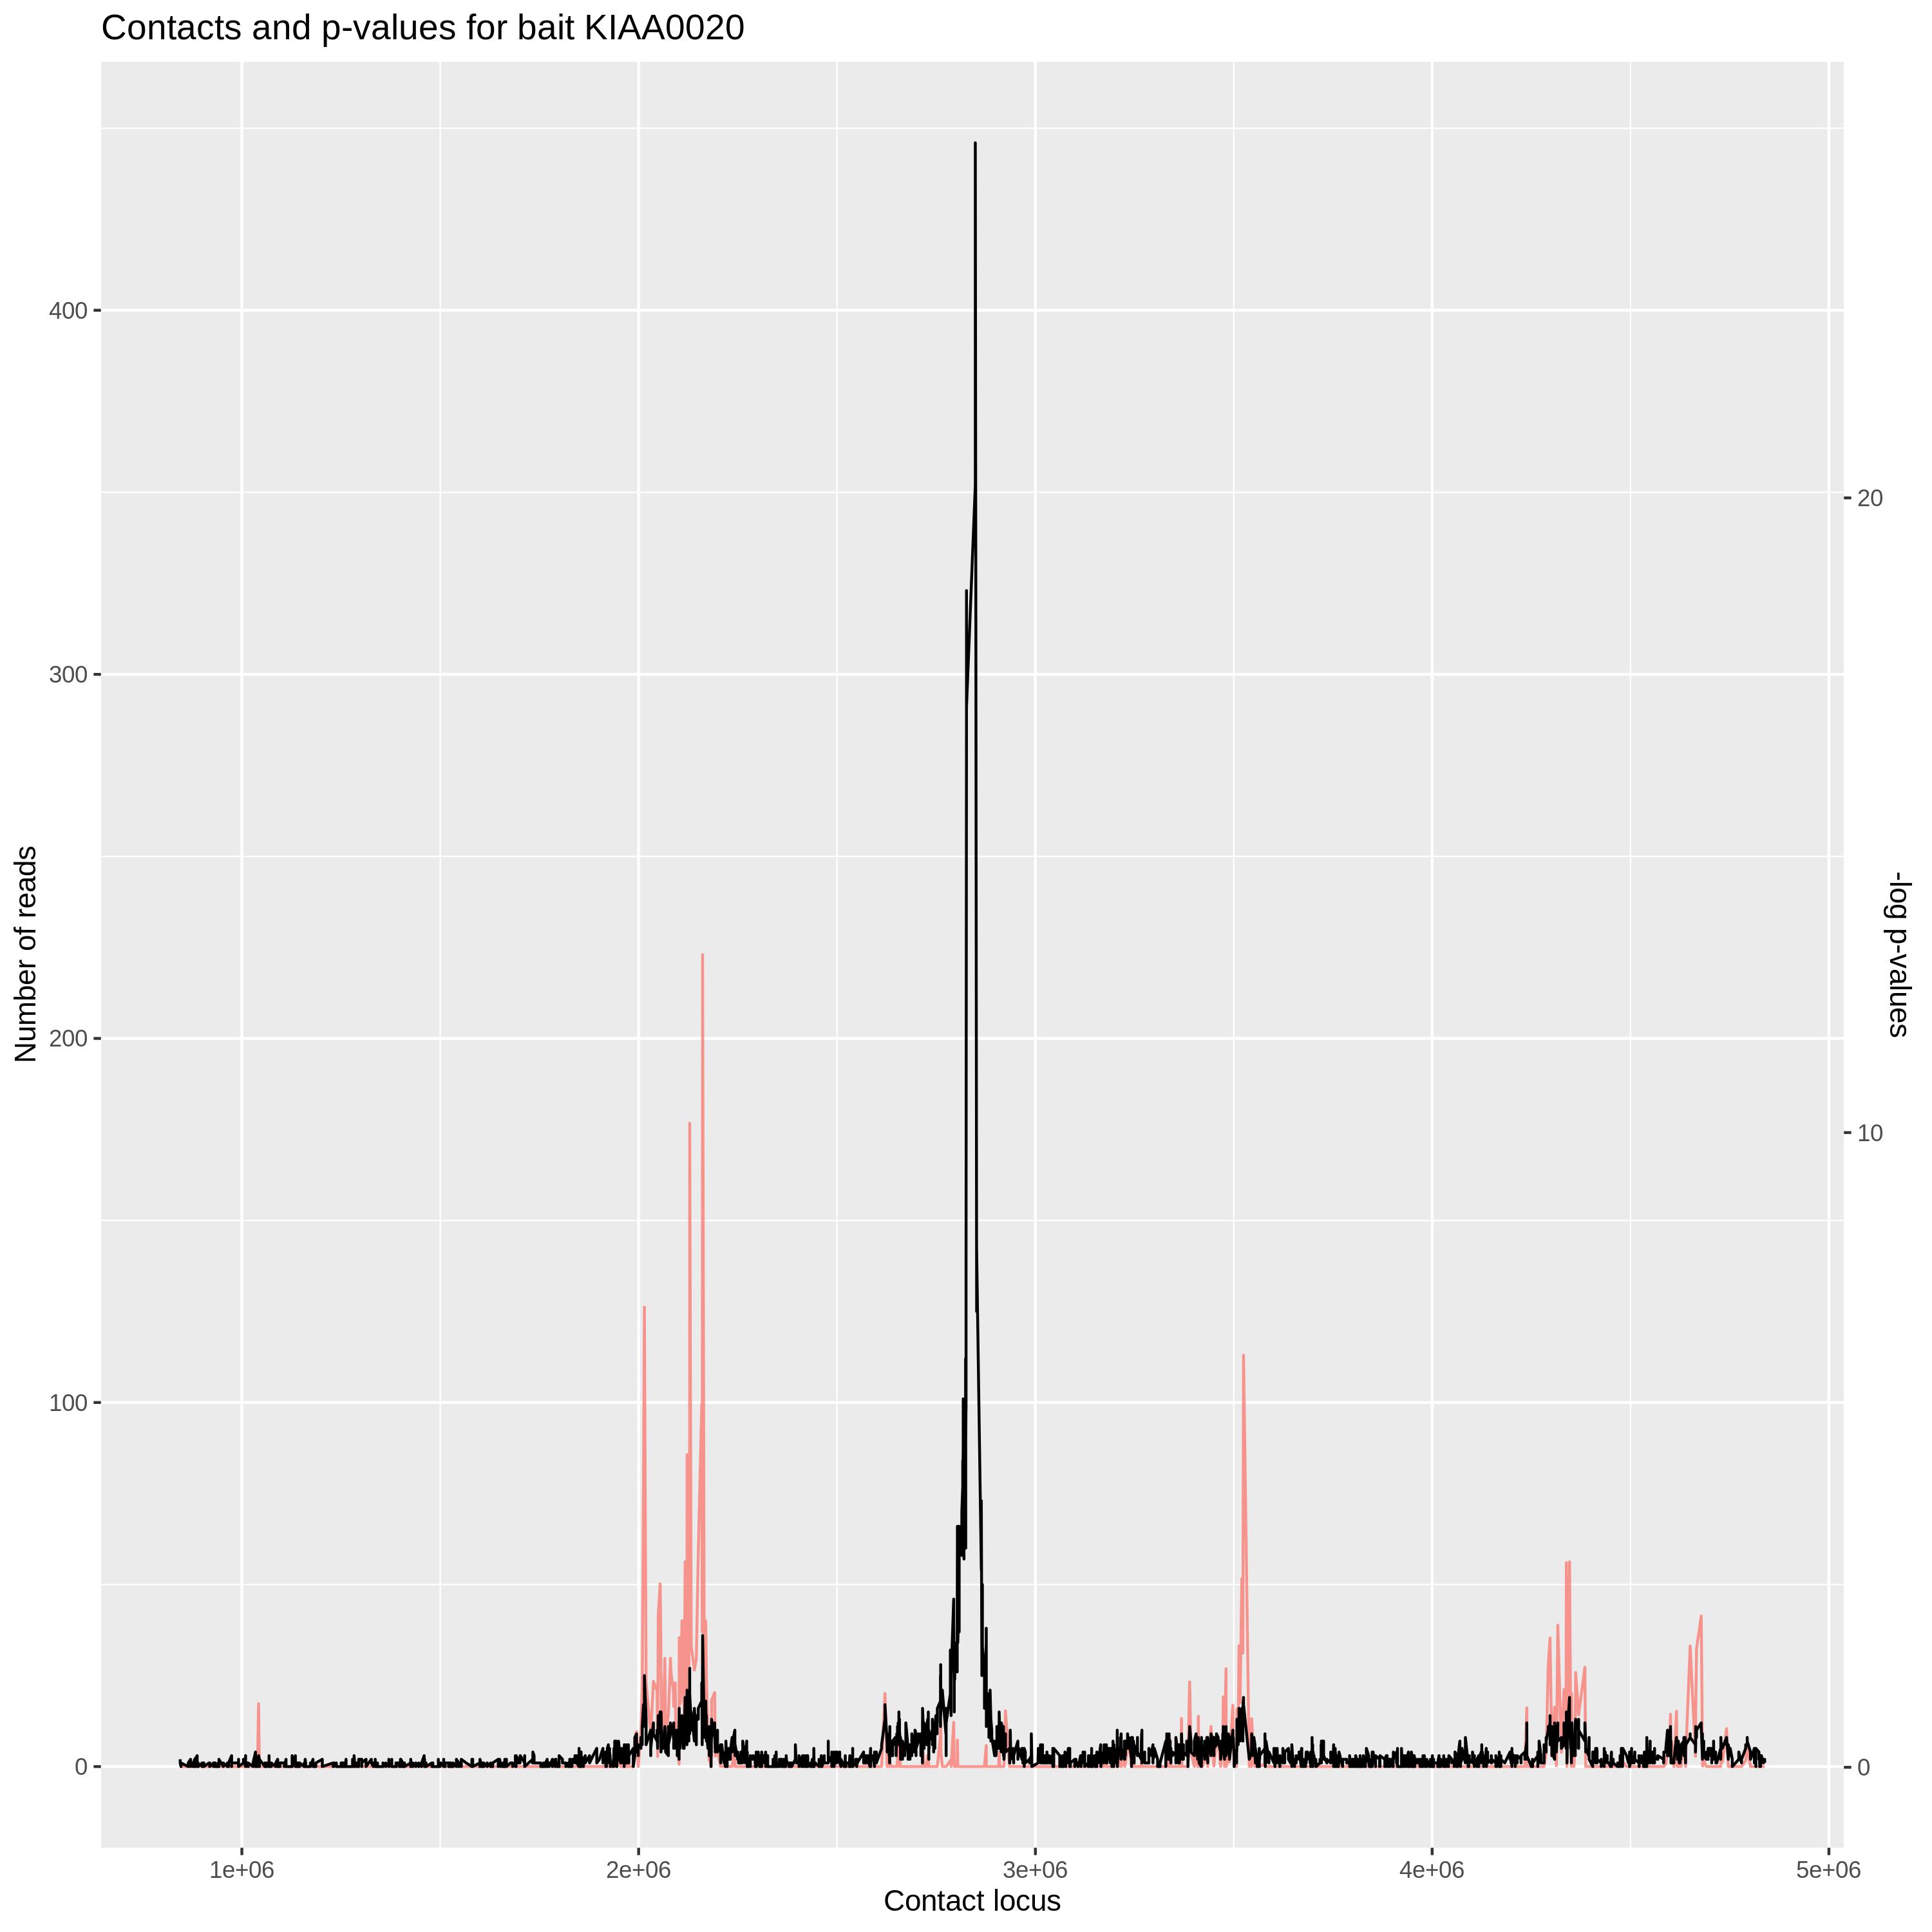 Contacts and p-values for bait KIAA0020
400
300
200
100
0
Number of reads
20
10
0
-log p-values
1e+06
2e+06
3e+06
4e+06
5e+06
Contact locus